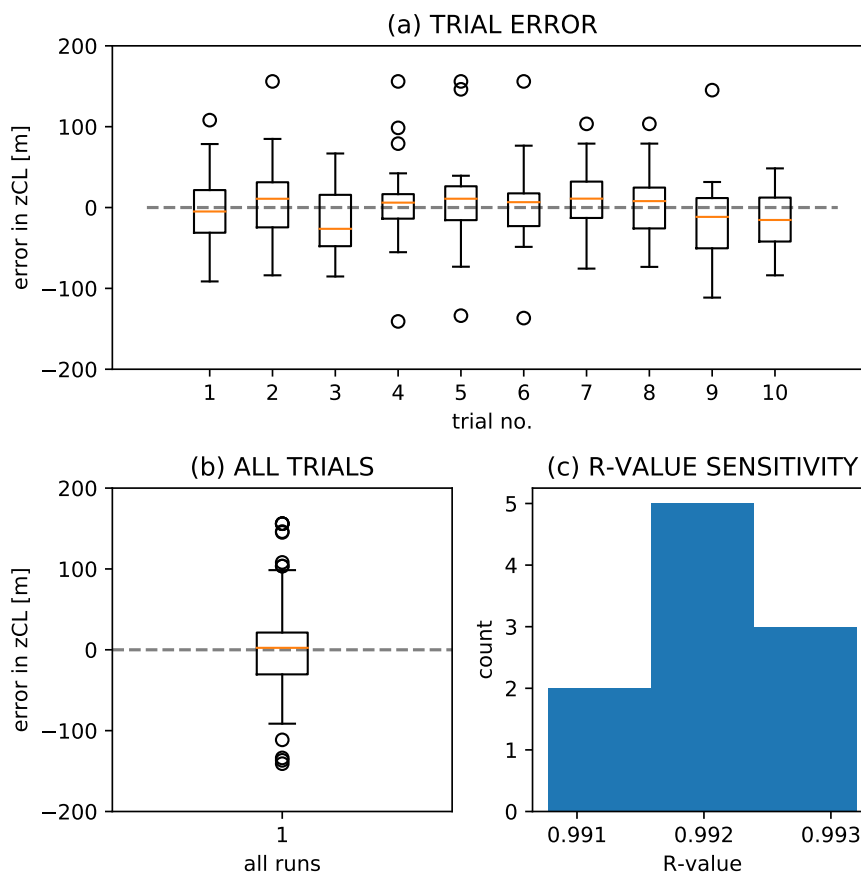 (a) TRIAL ERROR
200
100
0
−100
−200
error in zCL [m]
1 2 3 4 5 6 7 8 9 10
trial no.
(b) ALL TRIALS
200
100
0
−100
−200
error in zCL [m]
1
all runs
(c) R-VALUE SENSITIVITY
5
4
3
2
1
0
count
0.991 0.992 0.993
R-value